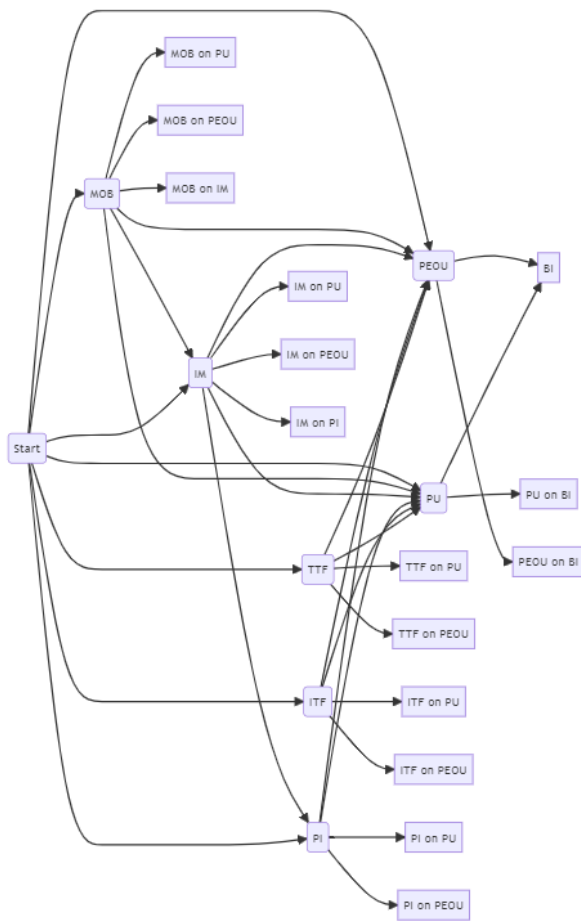 MOB on PU
MOB on PEOU
MOB
MOB on IM
PEOU
BI
IM on PU
IM on PEOU
IM
IM on PI
Start
PU
PU on BI
PEOU on BI
TTF
TTF on PU
TTF on PEOU
ITF
ITF on PU
ITF on PEOU
PI
PI on PU
PI on PEOU